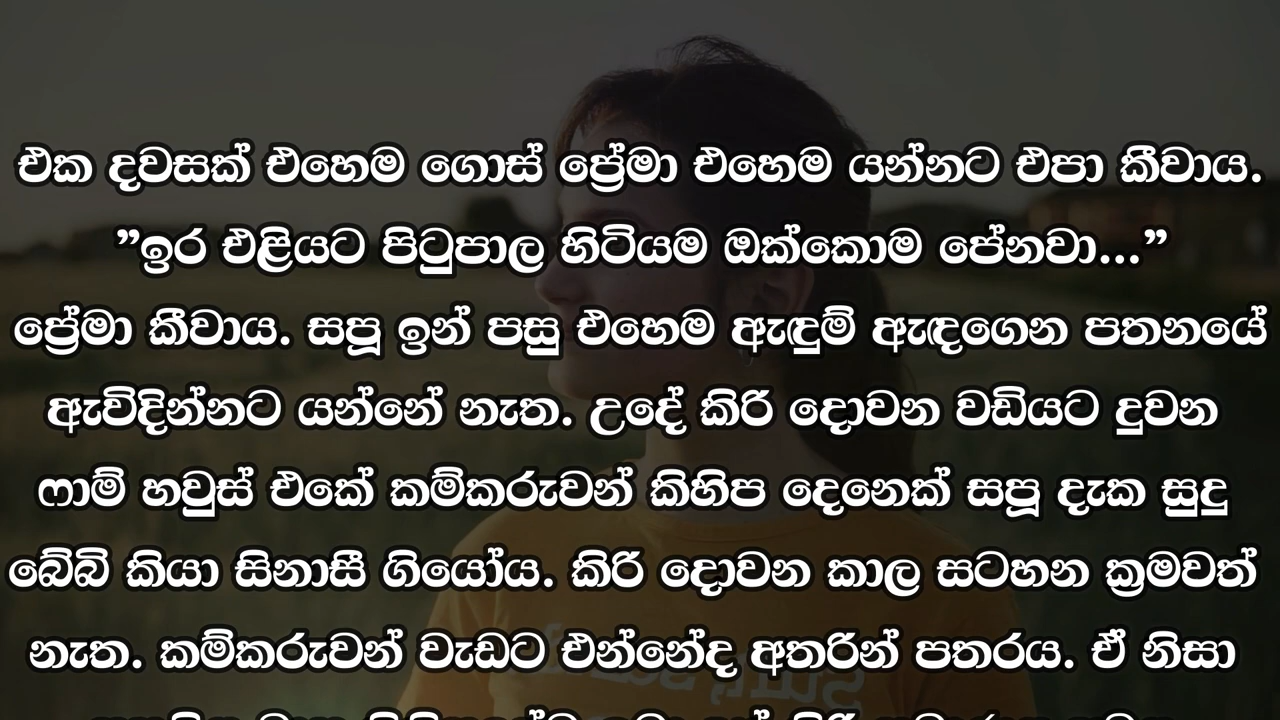 එක දවසක් එහෙම ගොස් ප්‍රේමා එහෙම යන්නට එපා කීවාය.
”ඉර එළියට පිටුපාල හිටියම ඔක්කොම පේනවා...”
ප්‍රේමා කීවාය. සපූ ඉන් පසු එහෙම ඇඳුම් ඇඳගෙන පතනයේ
ඇවිදින්නට යන්නේ නැත. උදේ කිරි දොවන වඩියට දුවන
ෆාම් හවුස් එකේ කම්කරුවන් කිහිප දෙනෙක් සපූ දැක සුදු
බේබි කියා සිනාසී ගියෝය. කිරි දොවන කාල සටහන ක්‍රමවත්
නැත. කම්කරුවන් වැඩට එන්නේද අතරින් පතරය. ඒ නිසා